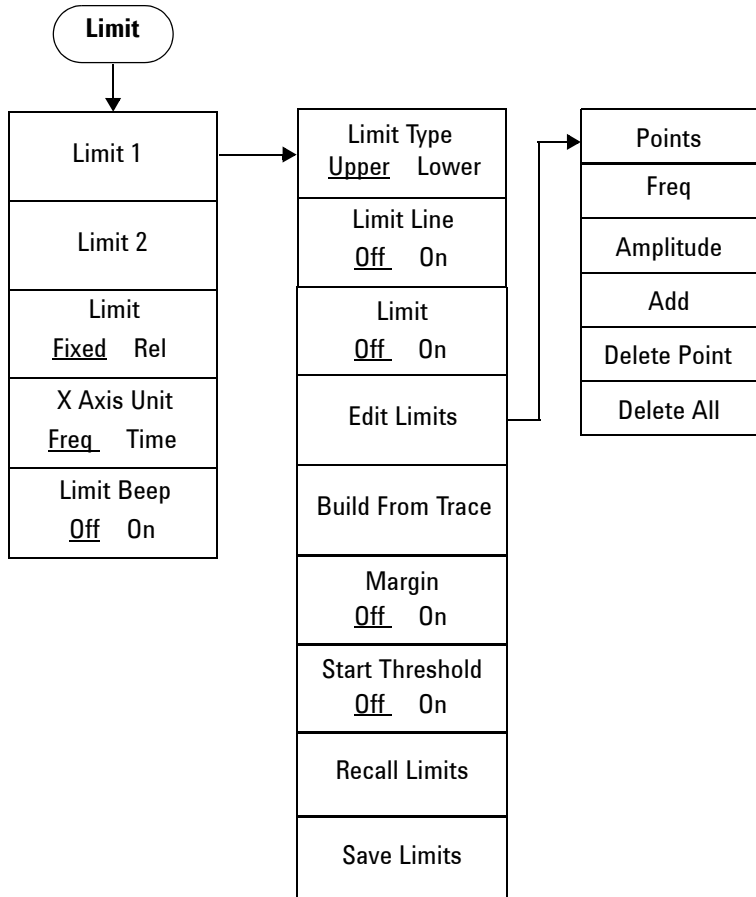 Limit
Limit 1
Limit 2
Limit
Fixed Rel
X Axis Unit
Freq Time
Limit Beep
Off On
Limit Type
Upper Lower
Limit Line
Off On
Limit
Off On
Edit Limits
Build From Trace
Margin
Off On
Start Threshold
Off On
Recall Limits
Save Limits
Points
Freq
Amplitude
Add
Delete Point
Delete All